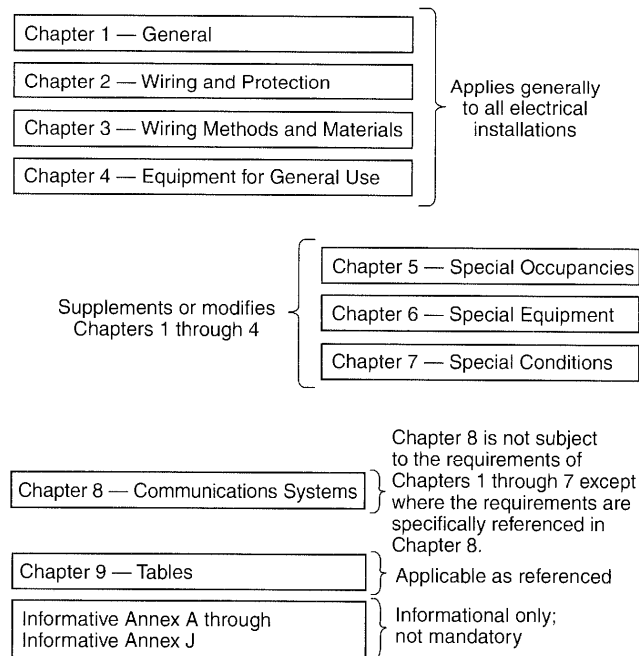 Chapter 1 — General
Chapter 2 — Wiring and Protection
Chapter 3 — Wiring Methods and Materials
Chapter 4 — Equipment for General Use
Applies generally
to all electrical
installations
Supplements or modifies
Chapters 1 through 4
Chapter 5 — Special Occupancies
Chapter 6 — Special Equipment
Chapter 7 — Special Conditions
Chapter 8 — Communications Systems
Chapter 8 is not subject
to the requirements of
Chapters 1 through 7 except
where the requirements are
specifically referenced in
Chapter 8.
Chapter 9 — Tables
Applicable as referenced
Informative Annex A through
Informative Annex J
Informational only;
not mandatory